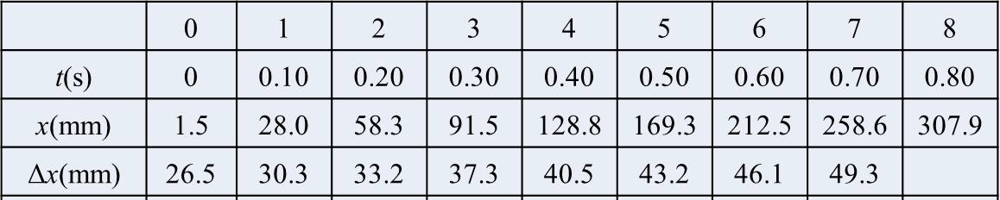 0 1 2 3 4 5 6 7 8
t(s) 0 0.10 0.20 0.30 0.40 0.50 0.60 0.70 0.80
x(mm) 1.5 28.0 58.3 91.5 128.8 169.3 212.5 258.6 307.9
Δx(mm) 26.5 30.3 33.2 37.3 40.5 43.2 46.1 49.3